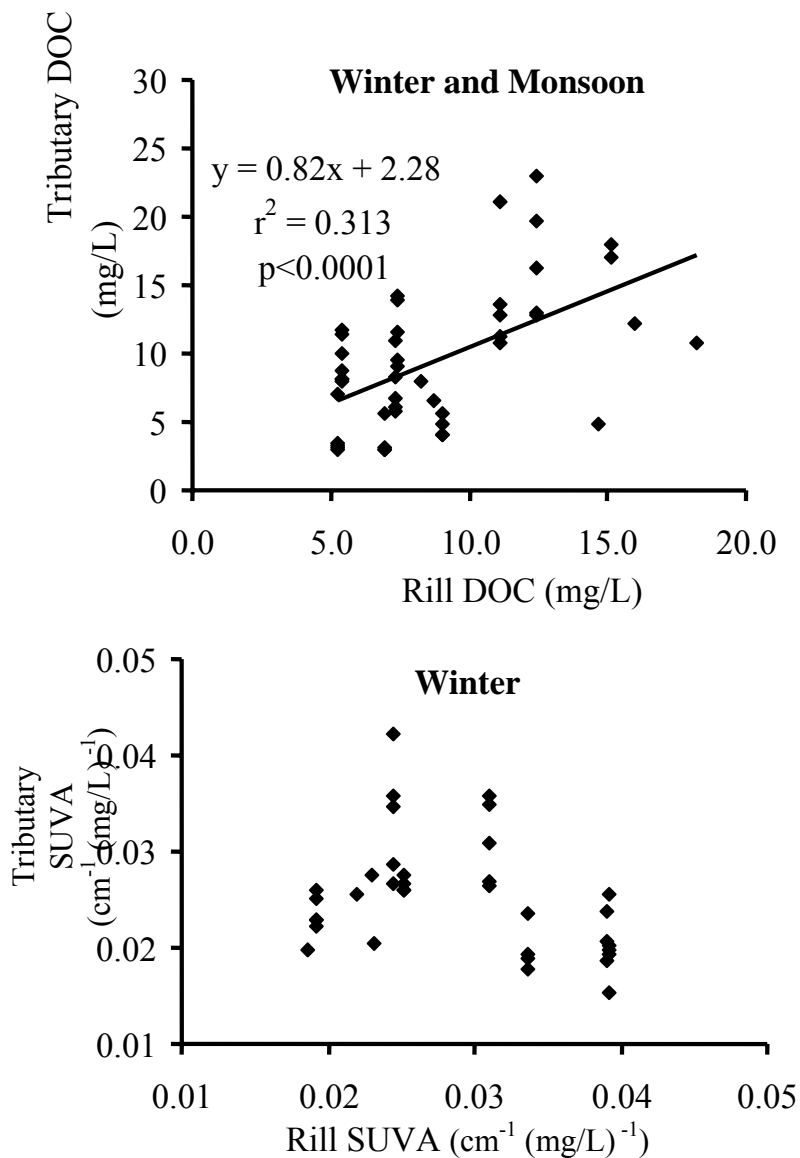 Winter and Monsoon
Tributary DOC
(mg/L)
30
25
20
15
10
5
0
y = 0.82x + 2.28
r² = 0.313
p<0.0001
0.0 5.0 10.0 15.0 20.0
Rill DOC (mg/L)
Winter
Tributary
SUVA
(cm⁻¹ (mg/L)⁻¹)
0.05
0.04
0.03
0.02
0.01
0.01 0.02 0.03 0.04 0.05
Rill SUVA (cm⁻¹ (mg/L)⁻¹)